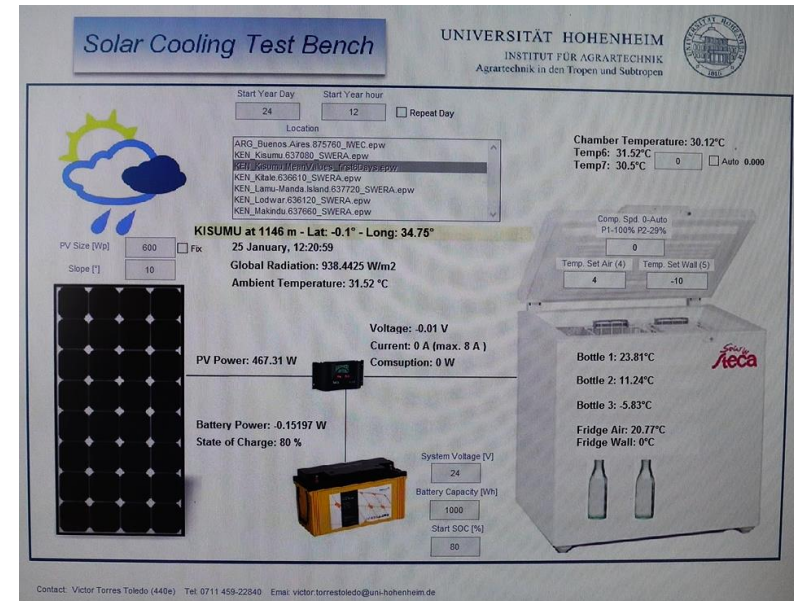 Solar Cooling Test Bench
UNIVERSITÄT HOHENHEIM
INSTITUT FÜR AGRARTECHNIK
Agrartechnik in den Tropen und Subtropen
Start Year Day
Start Year hour
24
12
Repeat Day
Location
ARG_Buenos.Aires.875760_IWEC.epw
KEN_Kisumu.637080_SWERA.epw
KEN_Kitale.636610_SWERA.epw
KEN_Lamu-Manda.Island.637720_SWERA.epw
KEN_Lodwar.636120_SWERA.epw
KEN_Makindu.637660_SWERA.epw
Chamber Temperature: 30.12°C
Temp6: 31.52°C
Temp7: 30.5°C
0
Auto 0.000
KISUMU at 1146 m - Lat: -0.1° - Long: 34.75°
PV Size [Wp]
600
Fix
25 January, 12:20:59
Slope [°]
10
Global Radiation: 938.4425 W/m2
Ambient Temperature: 31.52 °C
Comp. Spd. 0-Auto
P1-100% P2-29%
0
Temp. Set Air (4)
Temp. Set Wall (5)
4
-10
Voltage: -0.01 V
Current: 0 A (max. 8 A )
Comsuption: 0 W
PV Power: 467.31 W
Battery Power: -0.15197 W
State of Charge: 80 %
Bottle 1: 23.81°C
Bottle 2: 11.24°C
Bottle 3: -5.83°C
Fridge Air: 20.77°C
Fridge Wall: 0°C
Solar
Steca
System Voltage [V]
24
Battery Capacity [Wh]
1000
Start SOC [%]
80
Contact: Victor Torres Toledo (440e) Tel: 0711 459-22840 Email: victor.torrestoledo@uni-hohenheim.de